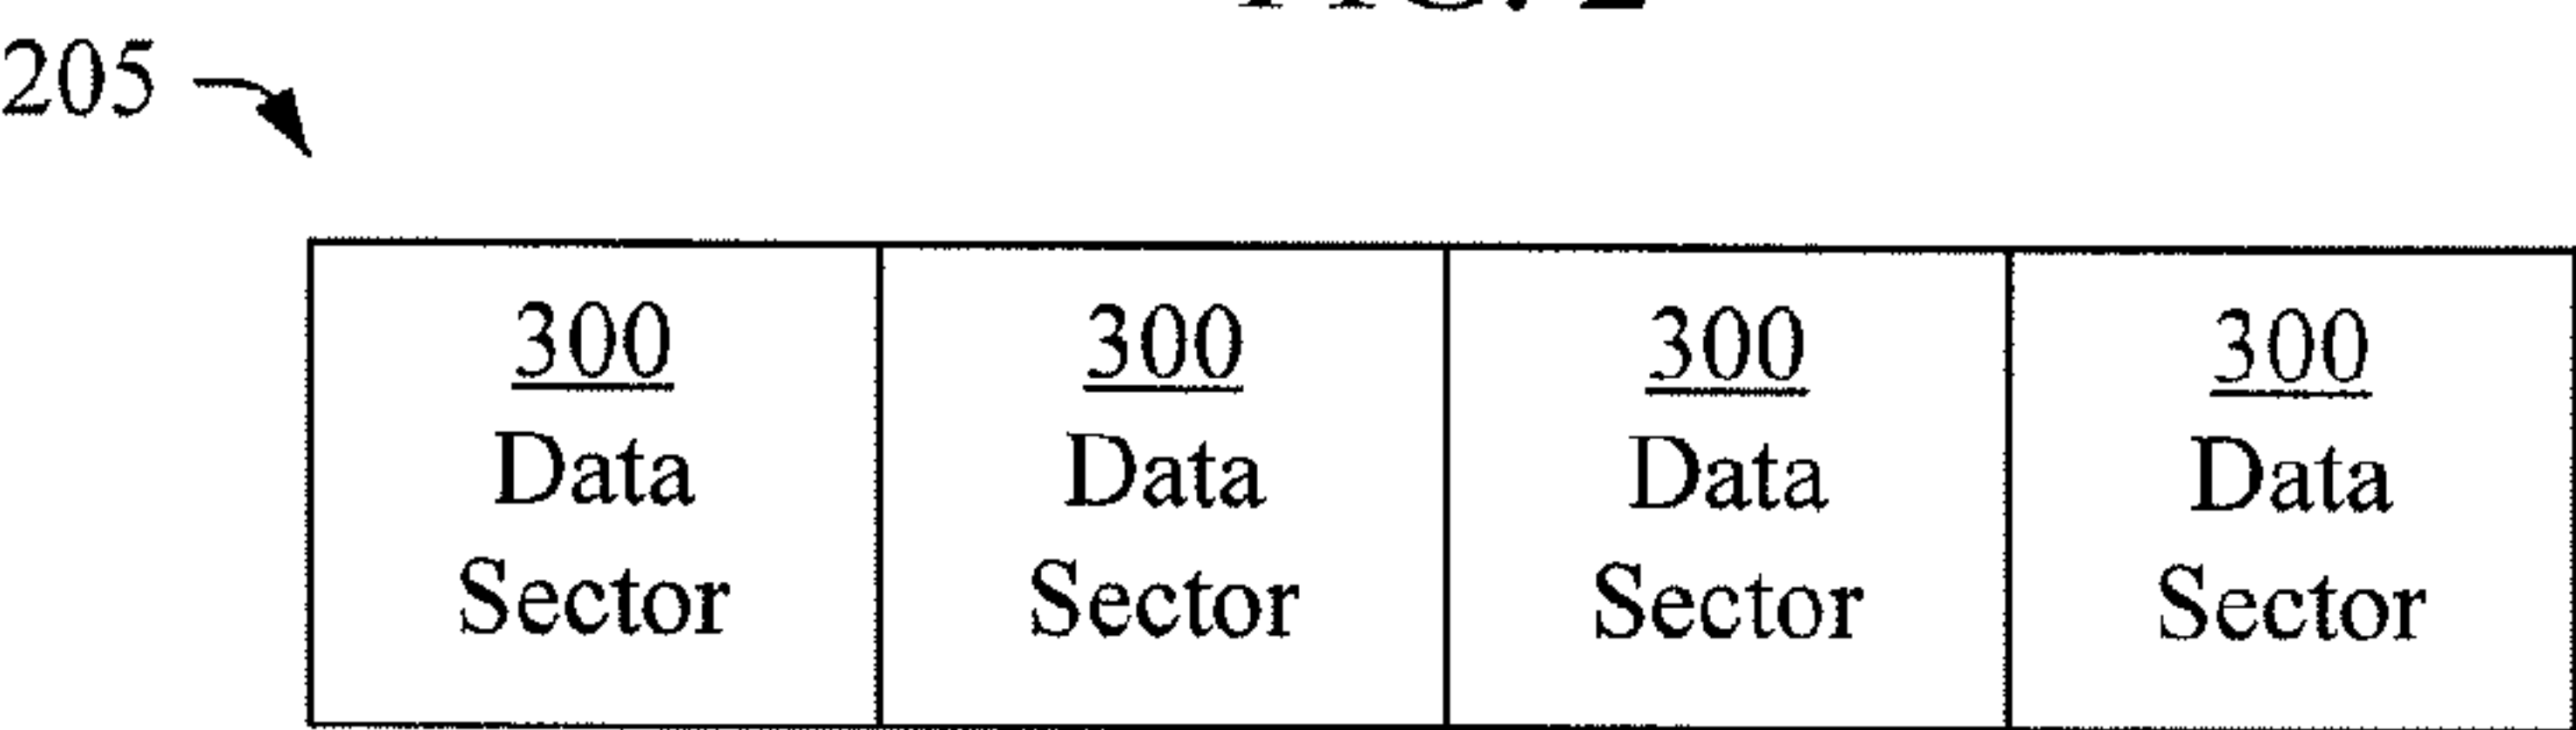 205
300 300 300 300
Data Data Data Data
Sector Sector Sector Sector